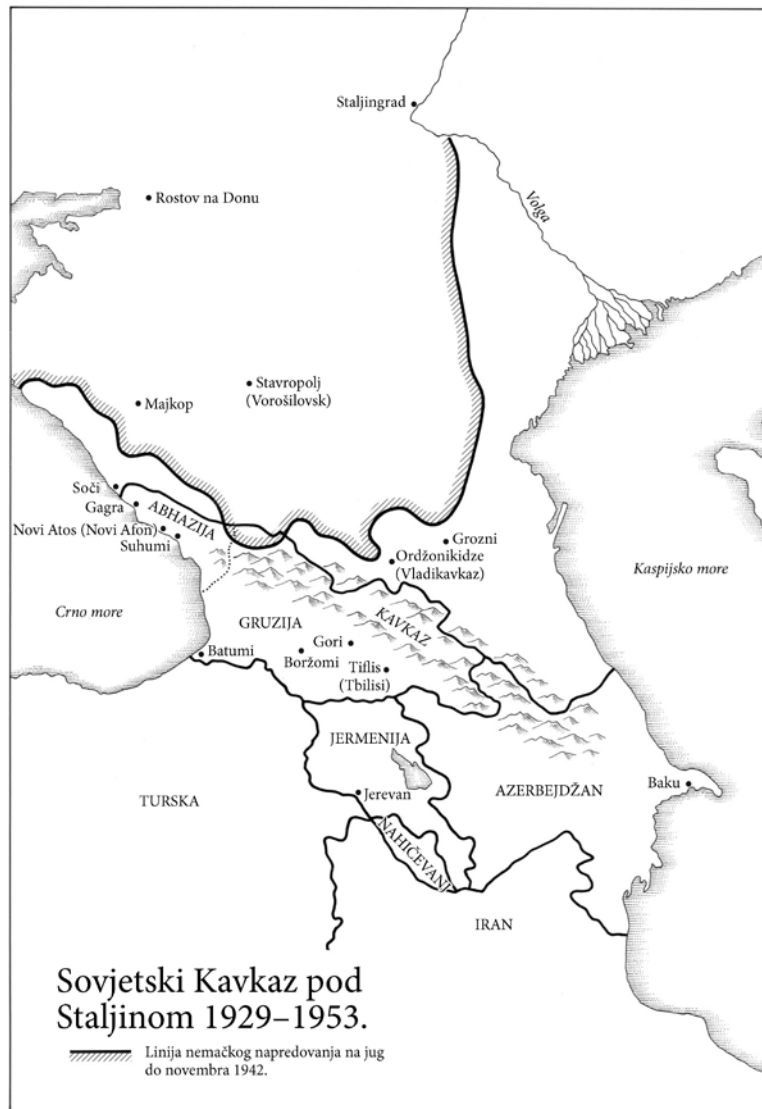 Staljingrad
Rostov na Donu
Volga
Stavropolj
(Vorošilovsk)
Majkop
Soči
Gagra
ABHAZIJA
Novi Atos (Novi Afon)
Suhumi
Grozni
Ordžonikidze
(Vladikavkaz)
Kaspijsko more
Crno more
GRUZIJA
KAVKAZ
Gori
Batumi
Boržomi
Tiflis
(Tbilisi)
JERMENIJA
TURSKA
Jerevan
AZERBEJDŽAN
Baku
NAHIČEVANJ
IRAN
Sovjetski Kavkaz pod
Staljinom 1929–1953.
Linija nemačkog napredovanja na jug
do novembra 1942.